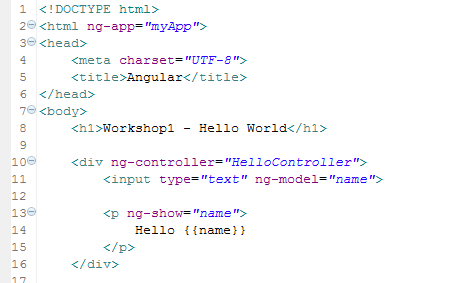 1 <!DOCTYPE html>
2 <html ng-app="myApp">
3 <head>
4     <meta charset="UTF-8">
5     <title>Angular</title>
6 </head>
7 <body>
8     <h1>Workshop1 - Hello World</h1>
9
10     <div ng-controller="HelloController">
11         <input type="text" ng-model="name">
12
13         <p ng-show="name">
14             Hello {{name}}
15         </p>
16     </div>
17